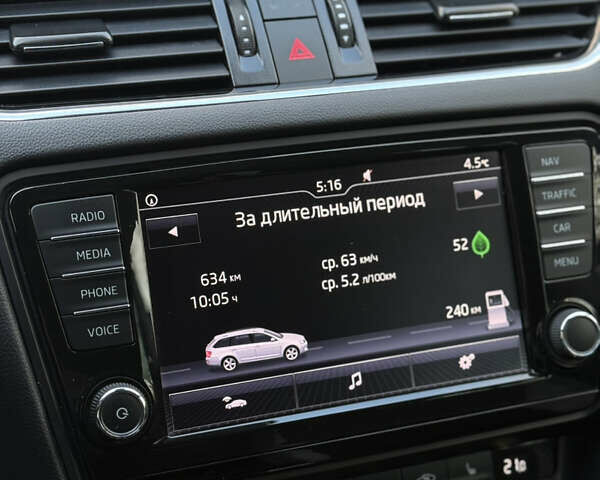 5:16
4.5°C
За длительный период
52
634 км
10:05 ч
ср. 63 км/ч
ср. 5.2 л/100км
240 км
RADIO
MEDIA
PHONE
VOICE
NAV
TRAFFIC
CAR
MENU